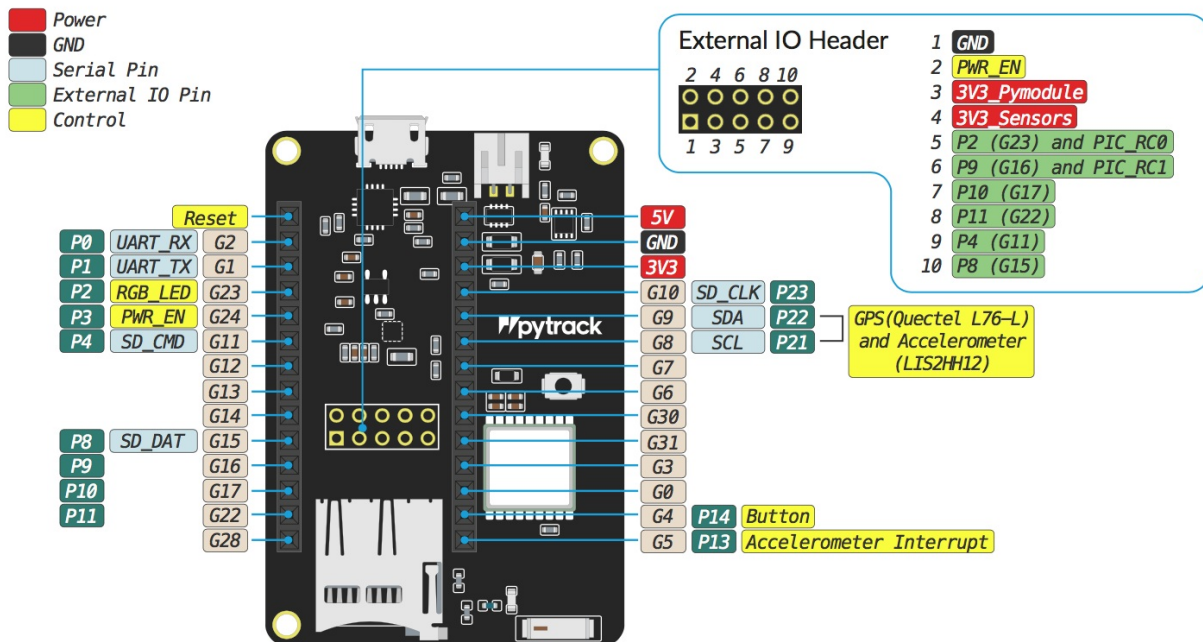 Power
GND
Serial Pin
External IO Pin
Control
External IO Header
2 4 6 8 10
1 3 5 7 9
1 GND
2 PWR_EN
3 3V3_Pymodule
4 3V3_Sensors
5 P2 (G23) and PIC_RC0
6 P9 (G16) and PIC_RC1
7 P10 (G17)
8 P11 (G22)
9 P4 (G11)
10 P8 (G15)
Reset
P0 UART_RX G2
P1 UART_TX G1
P2 RGB_LED G23
P3 PWR_EN G24
P4 SD_CMD G11
G12
G13
G14
P8 SD_DAT G15
P9 G16
P10 G17
P11 G22
G28
pytrack
5V
GND
3V3
G10 SD_CLK P23
G9 SDA P22
G8 SCL P21
GPS(Quectel L76-L)
and Accelerometer
(LIS2HH12)
G7
G6
G30
G31
G3
G0
G4 P14 Button
G5 P13 Accelerometer Interrupt